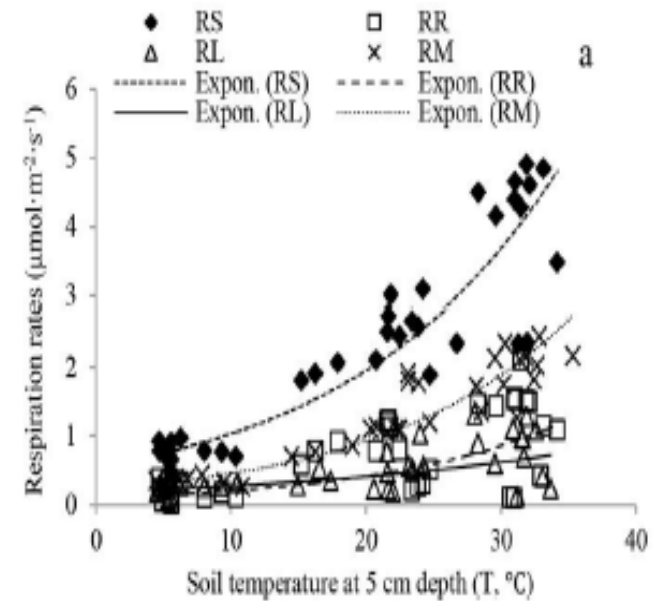 RS RR
RL RM
a
Expon. (RS) Expon. (RR)
Expon. (RL) Expon. (RM)
Respiration rates (μmol·m⁻²·s⁻¹)
6
5
4
3
2
1
0
0 10 20 30 40
Soil temperature at 5 cm depth (T, ℃)